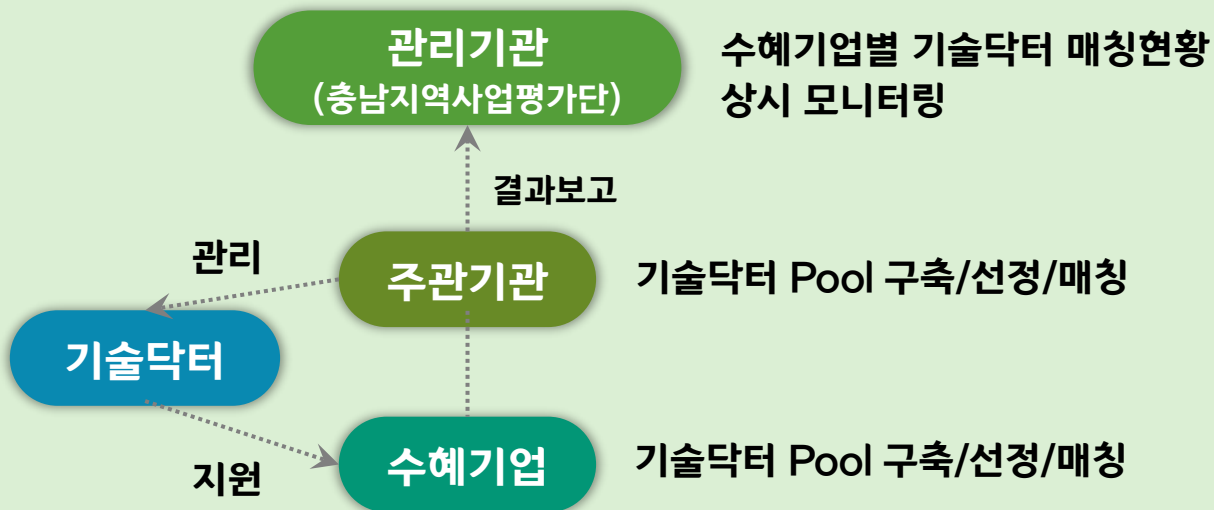 관리기관
(충남지역사업평가단)
수혜기업별 기술닥터 매칭현황
상시 모니터링
결과보고
관리
주관기관
기술닥터 Pool 구축/선정/매칭
기술닥터
지원
수혜기업
기술닥터 Pool 구축/선정/매칭